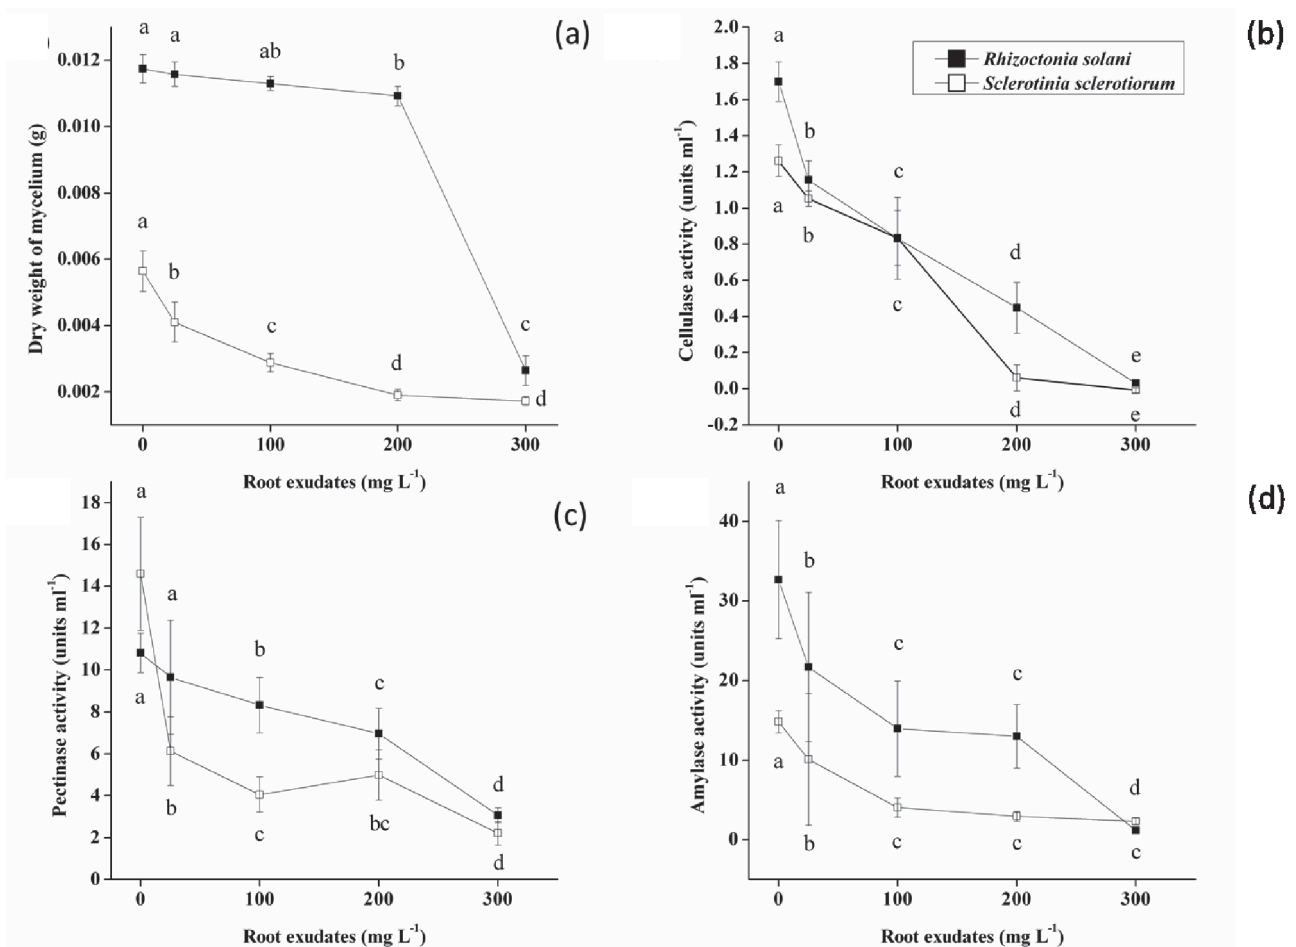 (a)
a
a
ab
b
0.012
0.010
0.008
0.006
0.004
0.002
a
b
c
d
c
d
0
100
200
300
Dry weight of mycelium (g)
Root exudates (mg L⁻¹)
(b)
Rhizoctonia solani
Sclerotinia sclerotiorum
2.0
1.8
1.6
1.4
1.2
1.0
0.8
0.6
0.4
0.2
0.0
-0.2
a
b
c
d
e
a
b
c
d
e
0
100
200
300
Cellulase activity (units ml⁻¹)
Root exudates (mg L⁻¹)
(c)
18
16
14
12
10
8
6
4
2
0
a
a
b
c
d
a
b
c
bc
d
0
100
200
300
Pectinase activity (units ml⁻¹)
Root exudates (mg L⁻¹)
(d)
40
30
20
10
0
a
b
c
c
d
a
b
c
c
c
0
100
200
300
Amylase activity (units ml⁻¹)
Root exudates (mg L⁻¹)